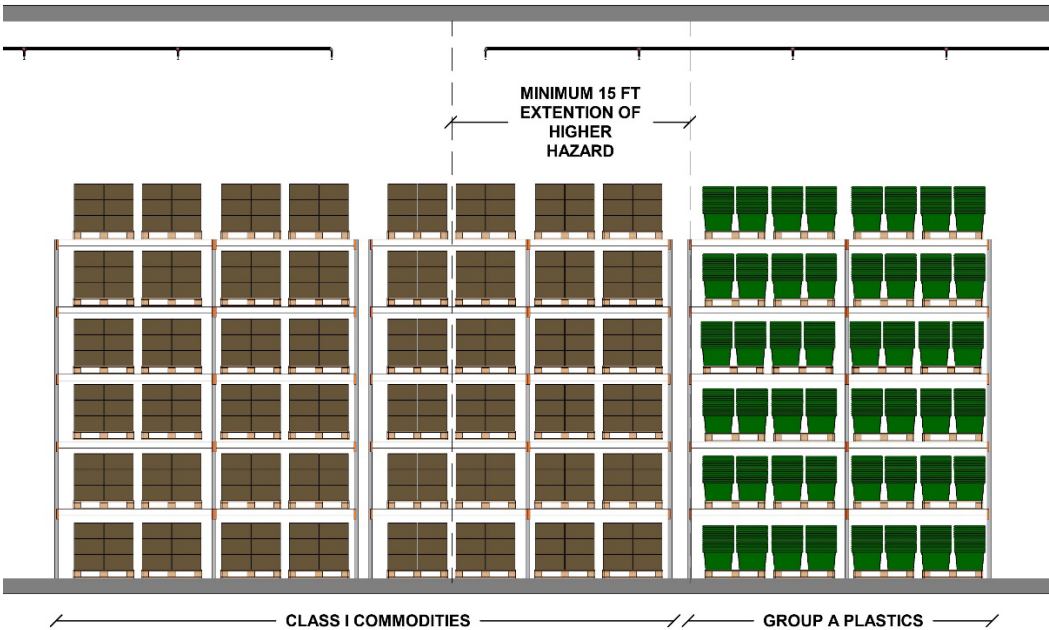 MINIMUM 15 FT
EXTENTION OF
HIGHER
HAZARD
CLASS I COMMODITIES
GROUP A PLASTICS